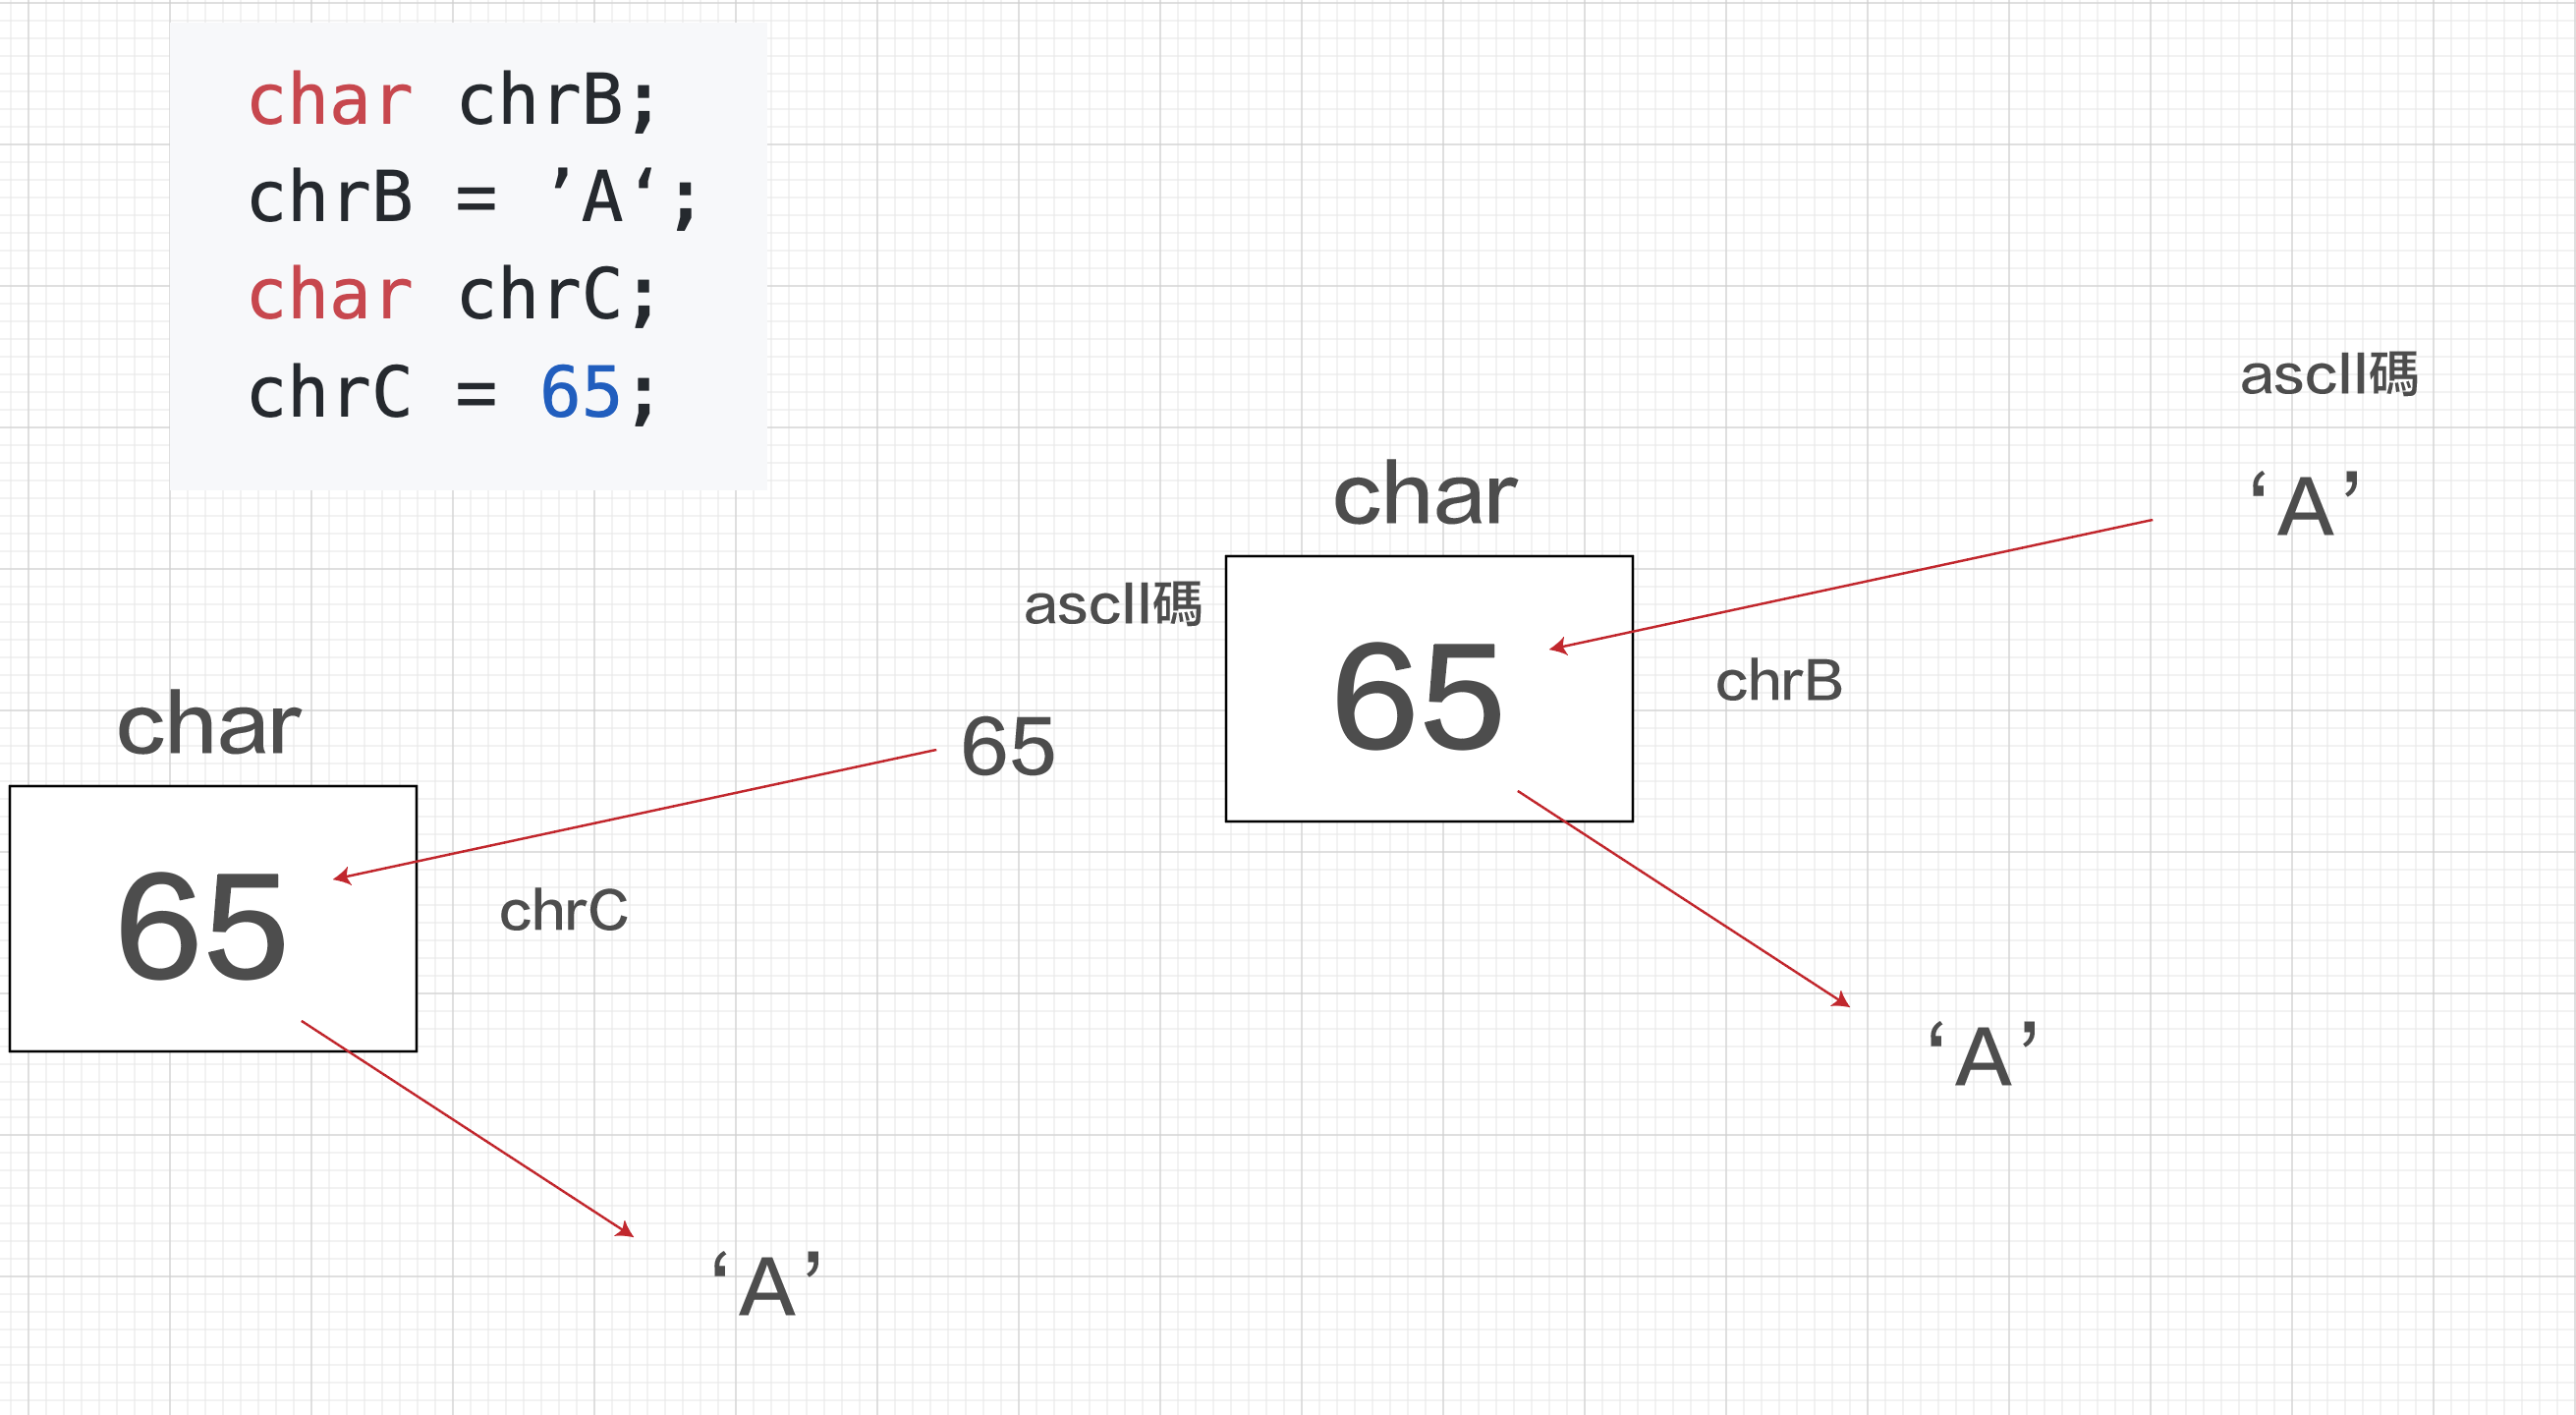 char chrB;
chrB = ’A‘;
char chrC;
chrC = 65;
ascII碼
‘A’
char
65
chrB
‘A’
ascII碼
65
char
65
chrC
‘A’